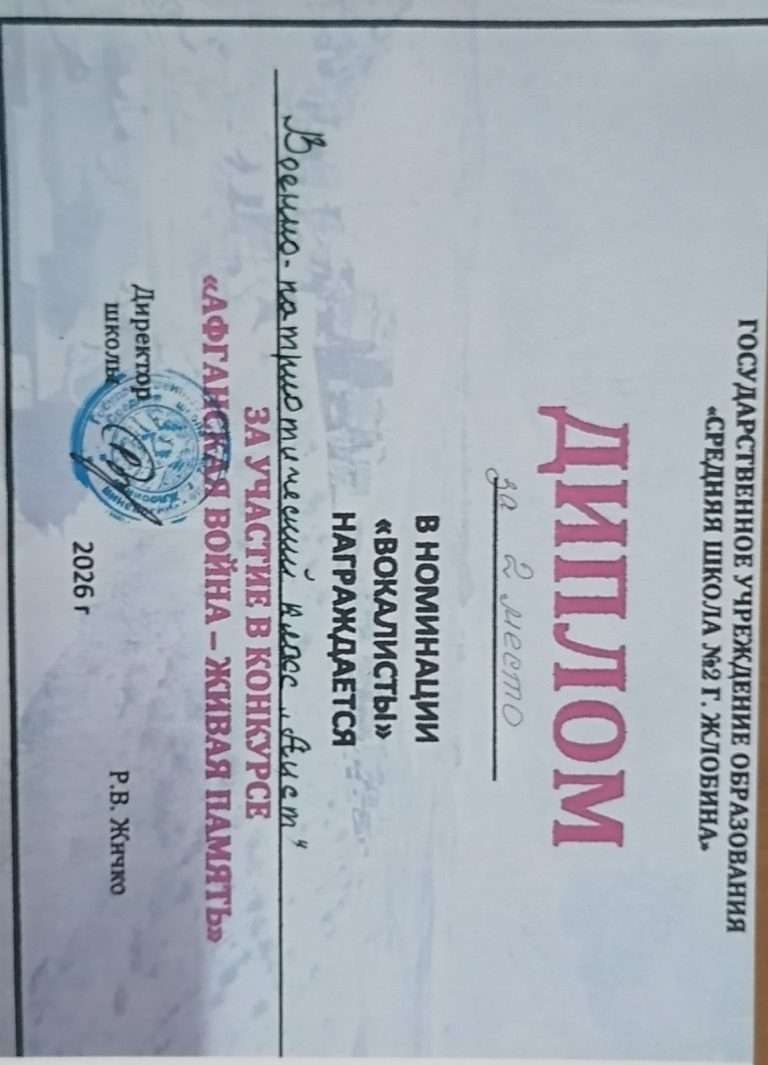 ГОСУДАРСТВЕННОЕ УЧРЕЖДЕНИЕ ОБРАЗОВАНИЯ
«СРЕДНЯЯ ШКОЛА №2 Г. ЖЛОБИНА»
ДИПЛОМ
за 2 место
В НОМИНАЦИИ
«ВОКАЛИСТЫ»
НАГРАЖДАЕТСЯ
Военно-патриотический класс „Аист“
ЗА УЧАСТИЕ В КОНКУРСЕ
«АФГАНСКАЯ ВОЙНА – ЖИВАЯ ПАМЯТЬ»
Директор
школы
Р.В. Жичко
2026 г